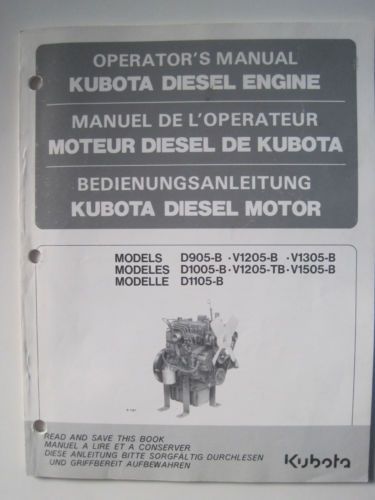 OPERATOR'S MANUAL
KUBOTA DIESEL ENGINE
MANUEL DE L'OPERATEUR
MOTEUR DIESEL DE KUBOTA
BEDIENUNGSANLEITUNG
KUBOTA DIESEL MOTOR
MODELS D905-B · V1205-B · V1305-B
MODELES D1005-B · V1205-TB · V1505-B
MODELLE D1105-B
READ AND SAVE THIS BOOK
MANUEL A LIRE ET A CONSERVER
DIESE ANLEITUNG BITTE SORGFÄLTIG DURCHLESEN
UND GRIFFBEREIT AUFBEWAHREN
Kubota